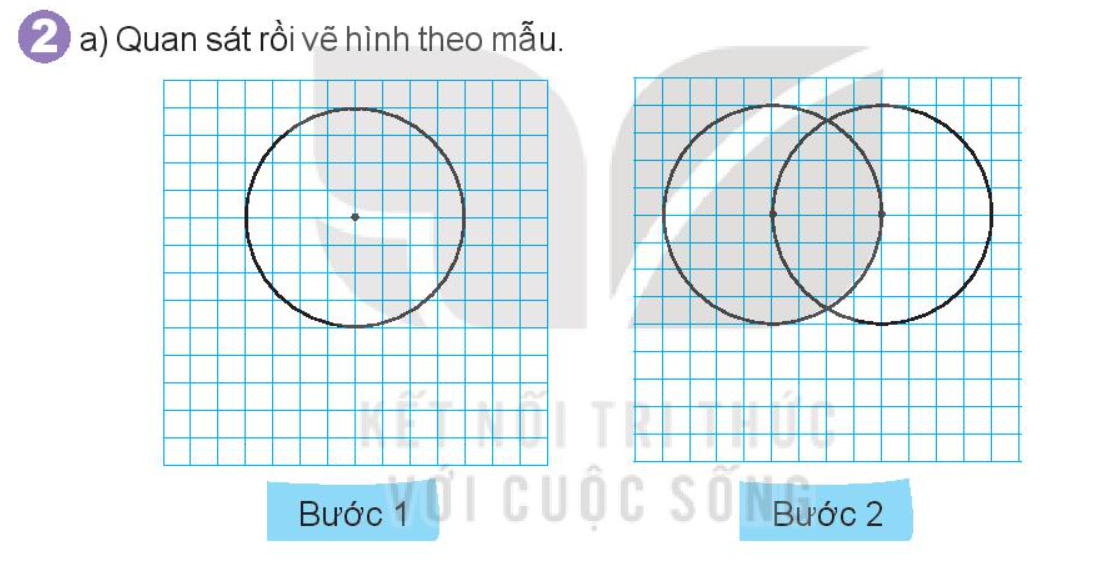 2 a) Quan sát rồi vẽ hình theo mẫu.
KẾT NỐI TRI THỨC
VỚI CUỘC SỐNG
Bước 1
Bước 2